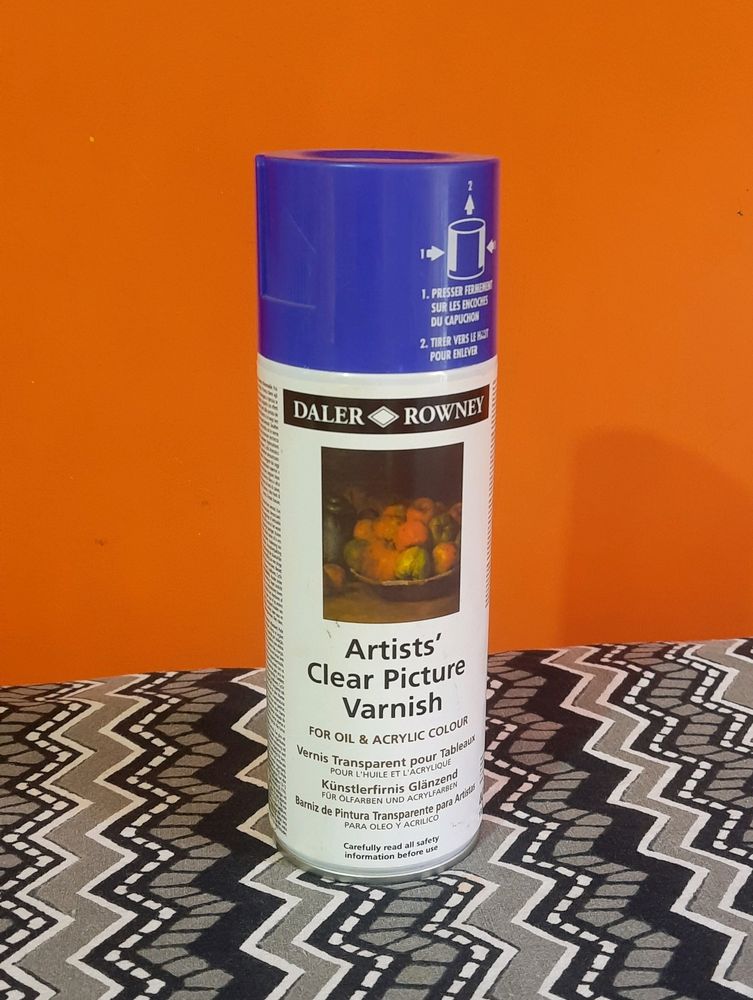 2
1
1. PRESSER FERMEMENT
SUR LES ENCOCHES
DU CAPUCHON
2. TIRER VERS LE HAUT
POUR ENLEVER
DALER ROWNEY
Artists'
Clear Picture
Varnish
FOR OIL & ACRYLIC COLOUR
Vernis Transparent pour Tableaux
POUR L'HUILE ET L'ACRYLIQUE
Künstlerfirnis Glänzend
FÜR ÖLFARBEN UND ACRYLFARBEN
Barniz de Pintura Transparente para Artistas
PARA OLEO Y ACRILICO
Carefully read all safety
information before use